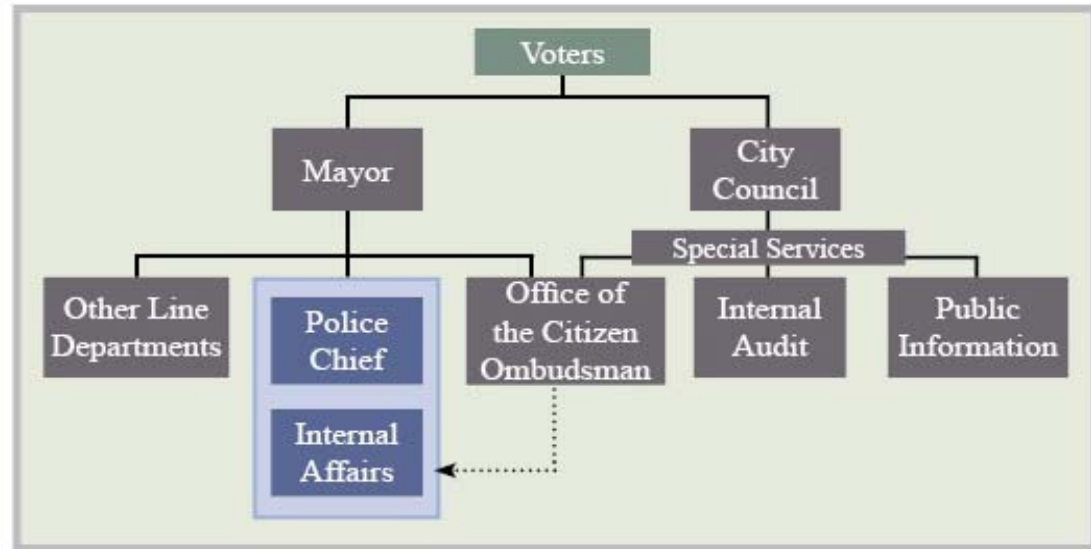 Voters
Mayor
City
Council
Special Services
Other Line
Departments
Police
Chief
Office of
the Citizen
Ombudsman
Internal
Audit
Public
Information
Internal
Affairs